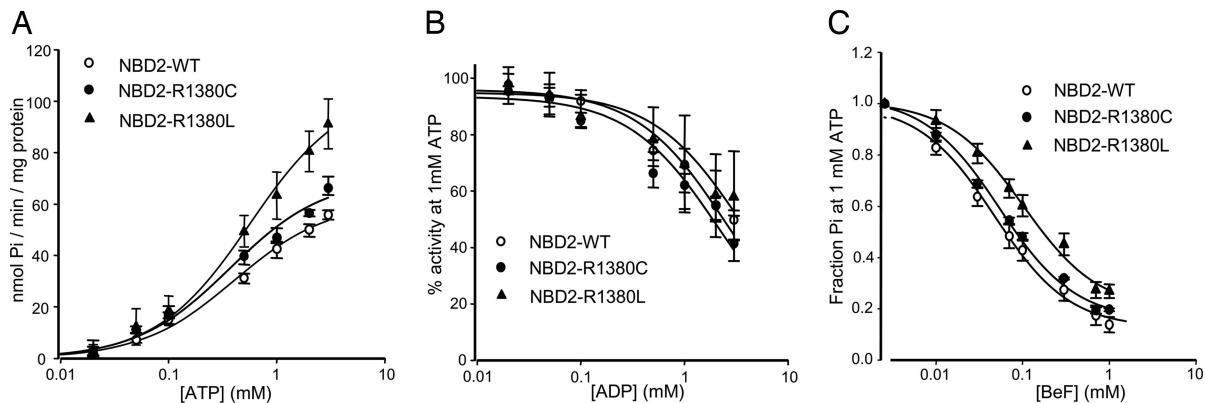 A
nmol Pi / min / mg protein
120
100
80
60
40
20
0
NBD2-WT
NBD2-R1380C
NBD2-R1380L
0.01
0.1
1
10
[ATP] (mM)
B
% activity at 1mM ATP
100
80
60
40
20
0
NBD2-WT
NBD2-R1380C
NBD2-R1380L
0.01
0.1
1
10
[ADP] (mM)
C
Fraction Pi at 1 mM ATP
1.2
1.0
0.8
0.6
0.4
0.2
0.0
NBD2-WT
NBD2-R1380C
NBD2-R1380L
0.01
0.1
1
10
[BeF] (mM)